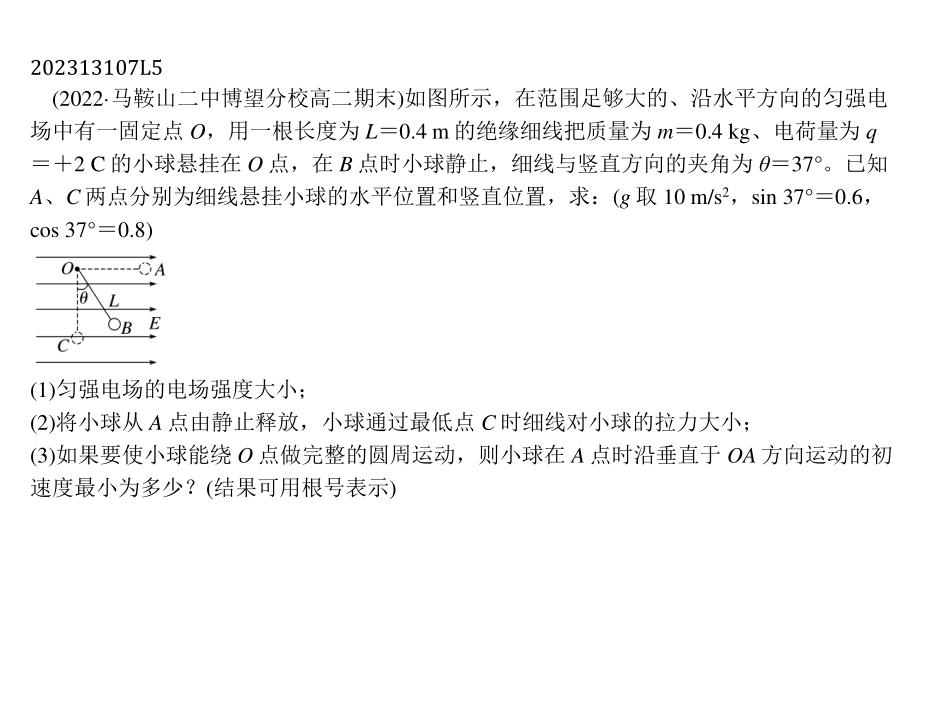 202313107L5
(2022·马鞍山二中博望分校高二期末)如图所示，在范围足够大的、沿水平方向的匀强电
场中有一固定点 O，用一根长度为 L＝0.4 m 的绝缘细线把质量为 m＝0.4 kg、电荷量为 q
＝＋2 C 的小球悬挂在 O 点，在 B 点时小球静止，细线与竖直方向的夹角为 θ＝37°。已知
A、C 两点分别为细线悬挂小球的水平位置和竖直位置，求：(g 取 10 m/s²，sin 37°＝0.6，
cos 37°＝0.8)
O A
θ L
B E
C
(1)匀强电场的电场强度大小；
(2)将小球从 A 点由静止释放，小球通过最低点 C 时细线对小球的拉力大小；
(3)如果要使小球能绕 O 点做完整的圆周运动，则小球在 A 点时沿垂直于 OA 方向运动的初
速度最小为多少？(结果可用根号表示)